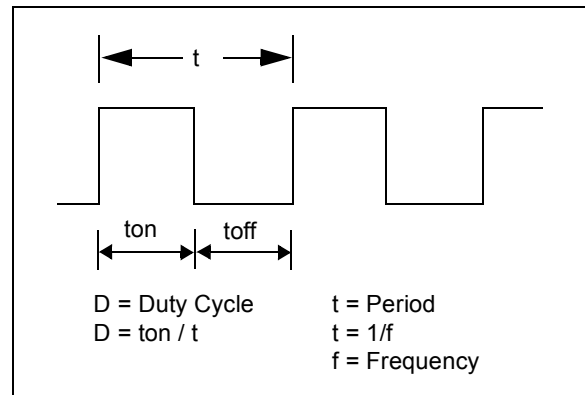 t
ton toff
D = Duty Cycle
D = ton / t
t = Period
t = 1/f
f = Frequency